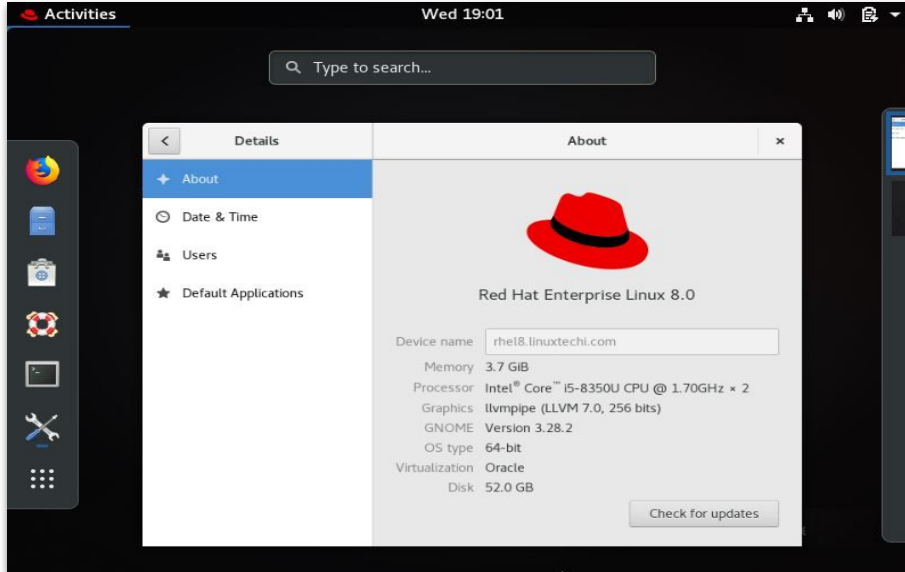 Activities
Wed 19:01
Type to search...
Details
About
About
Date & Time
Users
Default Applications
Red Hat Enterprise Linux 8.0
Device name rhel8.linuxtechi.com
Memory 3.7 GiB
Processor Intel® Core™ i5-8350U CPU @ 1.70GHz × 2
Graphics llvmpipe (LLVM 7.0, 256 bits)
GNOME Version 3.28.2
OS type 64-bit
Virtualization Oracle
Disk 52.0 GB
Check for updates